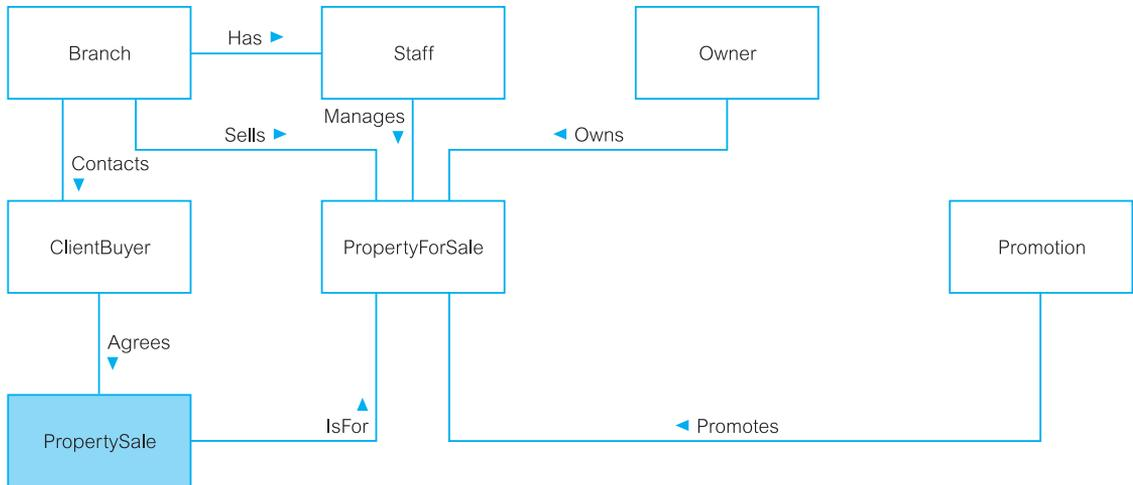 Branch
Has ►
Staff
Owner
Manages
▼
Sells ►
◄ Owns
Contacts
▼
ClientBuyer
PropertyForSale
Promotion
Agrees
▼
PropertySale
▲
IsFor
◄ Promotes